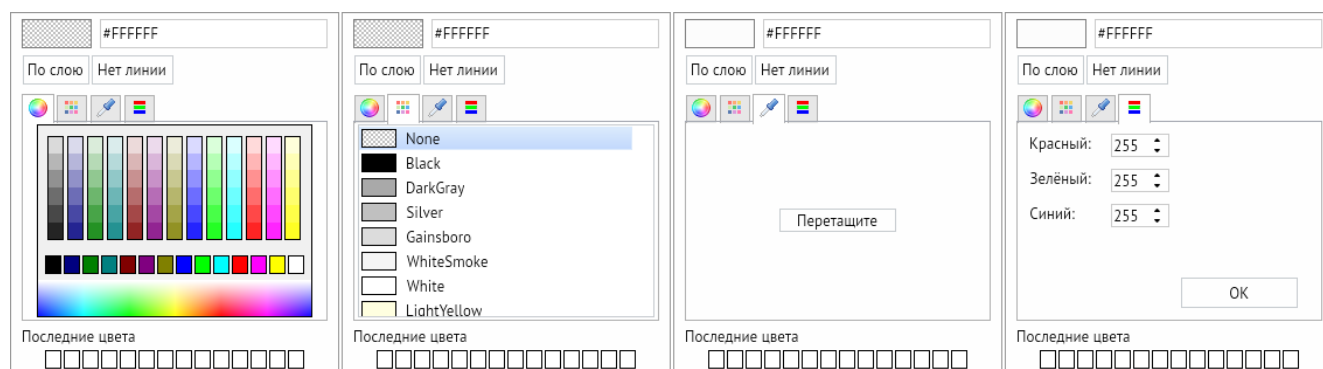 #FFFFFF
По слою Нет линии
Последние цвета
#FFFFFF
По слою Нет линии
None
Black
DarkGray
Silver
Gainsboro
WhiteSmoke
White
LightYellow
Последние цвета
#FFFFFF
По слою Нет линии
Перетащите
Последние цвета
#FFFFFF
По слою Нет линии
Красный: 255
Зелёный: 255
Синий: 255
OK
Последние цвета